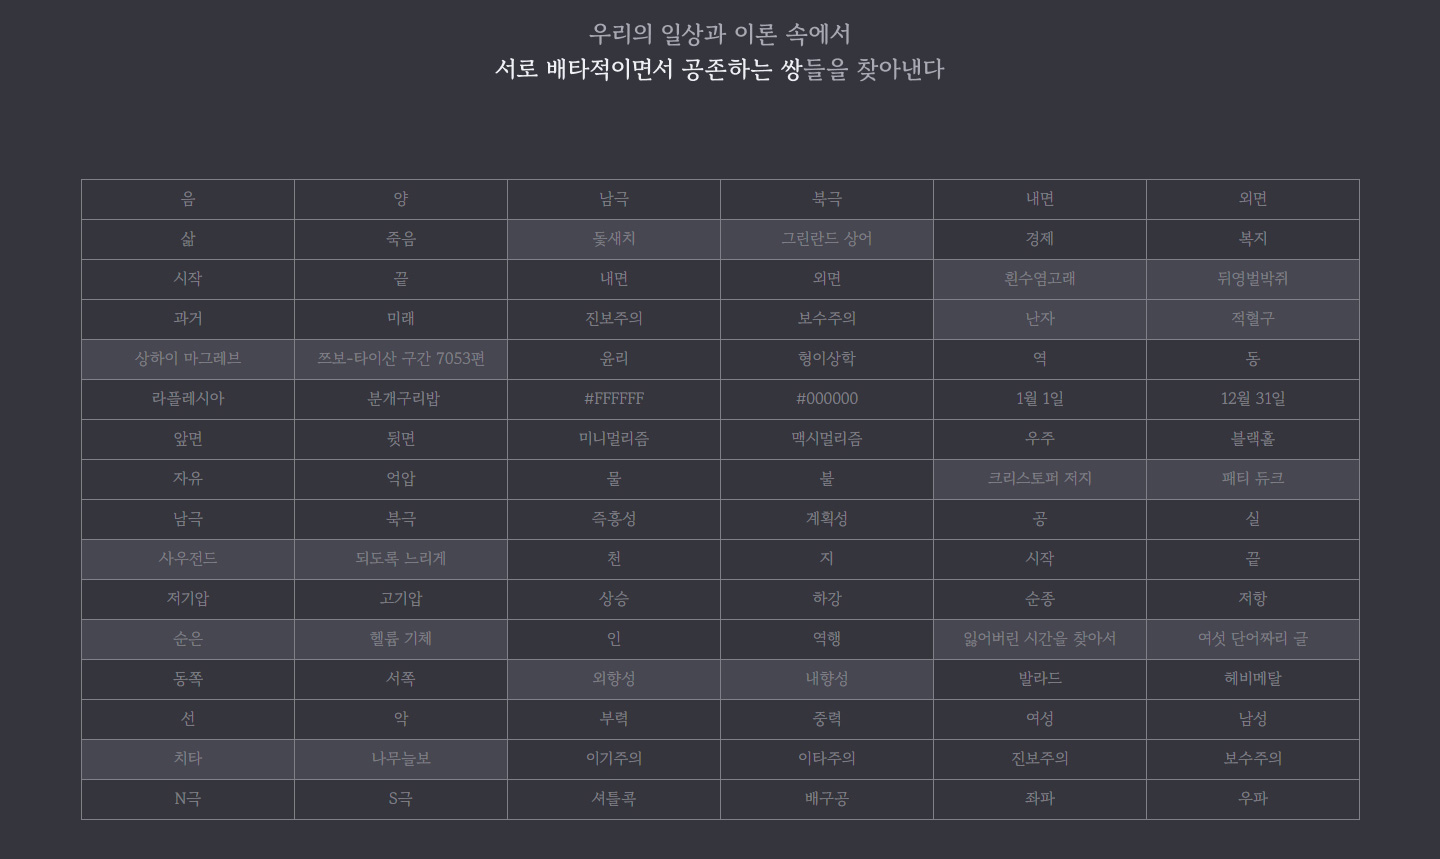 우리의 일상과 이론 속에서
서로 배타적이면서 공존하는 쌍들을 찾아낸다
음 양 남극 북극 내면 외면
삶 죽음 돛새치 그린란드 상어 경제 복지
시작 끝 내면 외면 흰수염고래 뒤영벌박쥐
과거 미래 진보주의 보수주의 난자 적혈구
상하이 마그레브 쯔보-타이산 구간 7053편 윤리 형이상학 역 동
라플레시아 분개구리밥 #FFFFFF #000000 1월 1일 12월 31일
앞면 뒷면 미니멀리즘 맥시멀리즘 우주 블랙홀
자유 억압 물 불 크리스토퍼 저지 패티 듀크
남극 북극 즉흥성 계획성 공 실
사우전드 되도록 느리게 천 지 시작 끝
저기압 고기압 상승 하강 순종 저항
순은 헬륨 기체 인 역행 잃어버린 시간을 찾아서 여섯 단어짜리 글
동쪽 서쪽 외향성 내향성 발라드 헤비메탈
선 악 부력 중력 여성 남성
치타 나무늘보 이기주의 이타주의 진보주의 보수주의
N극 S극 셔틀콕 배구공 좌파 우파